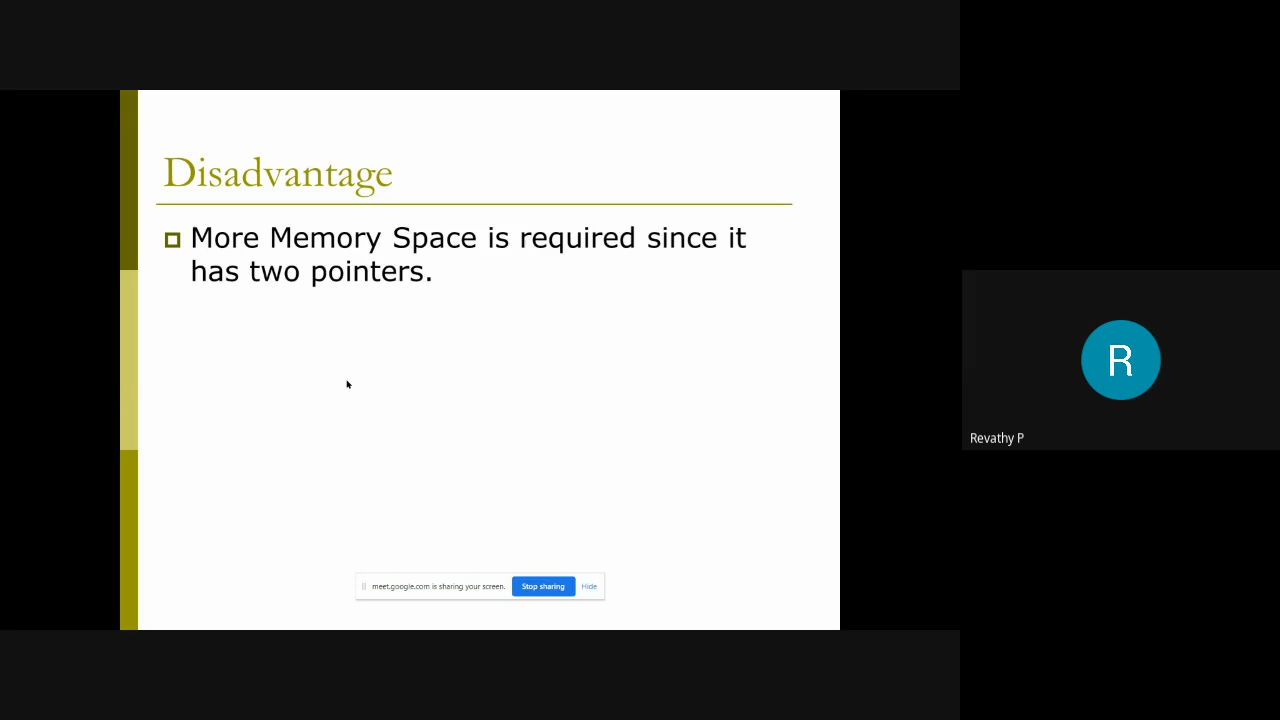 Disadvantage
More Memory Space is required since it
has two pointers.
R
Revathy P
meet.google.com is sharing your screen. Stop sharing Hide